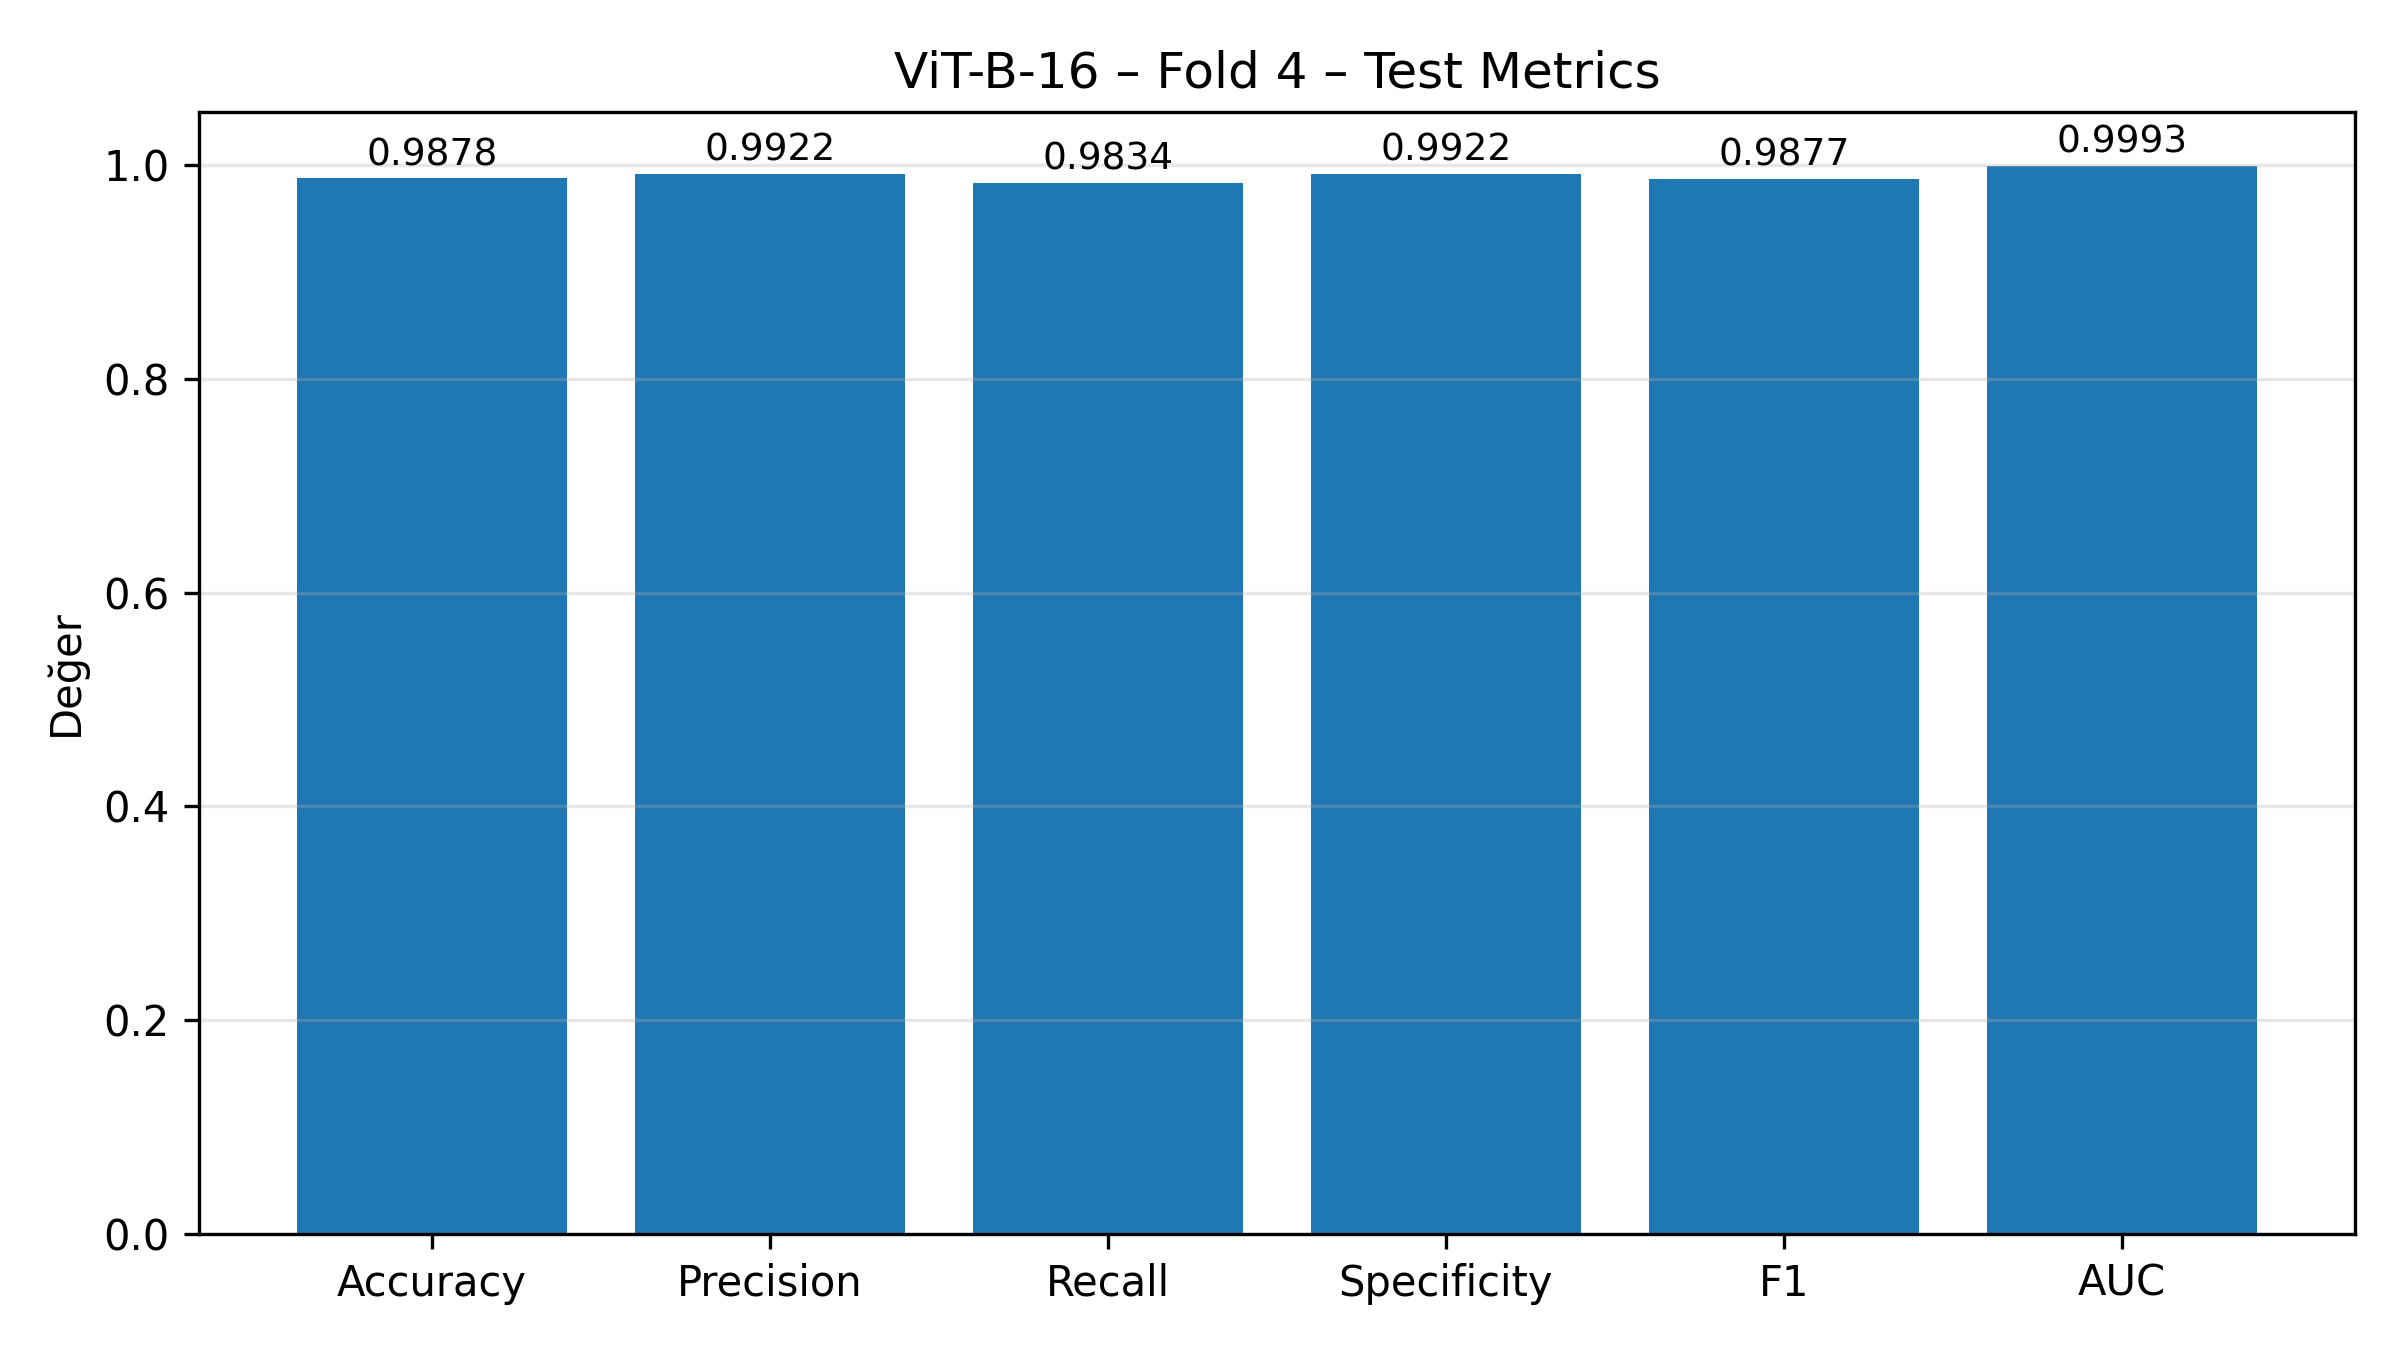 ViT-B-16 – Fold 4 – Test Metrics
0.9878 0.9922 0.9834 0.9922 0.9877 0.9993
1.0
0.8
0.6
0.4
0.2
0.0
Değer
Accuracy Precision Recall Specificity F1 AUC